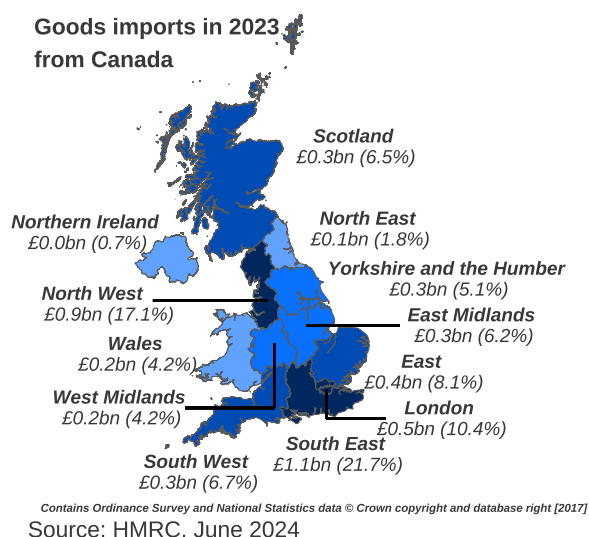 Goods imports in 2023
from Canada
Scotland
£0.3bn (6.5%)
Northern Ireland
£0.0bn (0.7%)
North East
£0.1bn (1.8%)
Yorkshire and the Humber
£0.3bn (5.1%)
North West
£0.9bn (17.1%)
East Midlands
£0.3bn (6.2%)
Wales
£0.2bn (4.2%)
East
£0.4bn (8.1%)
West Midlands
£0.2bn (4.2%)
London
£0.5bn (10.4%)
South East
£1.1bn (21.7%)
South West
£0.3bn (6.7%)
Contains Ordinance Survey and National Statistics data © Crown copyright and database right [2017]
Source: HMRC, June 2024